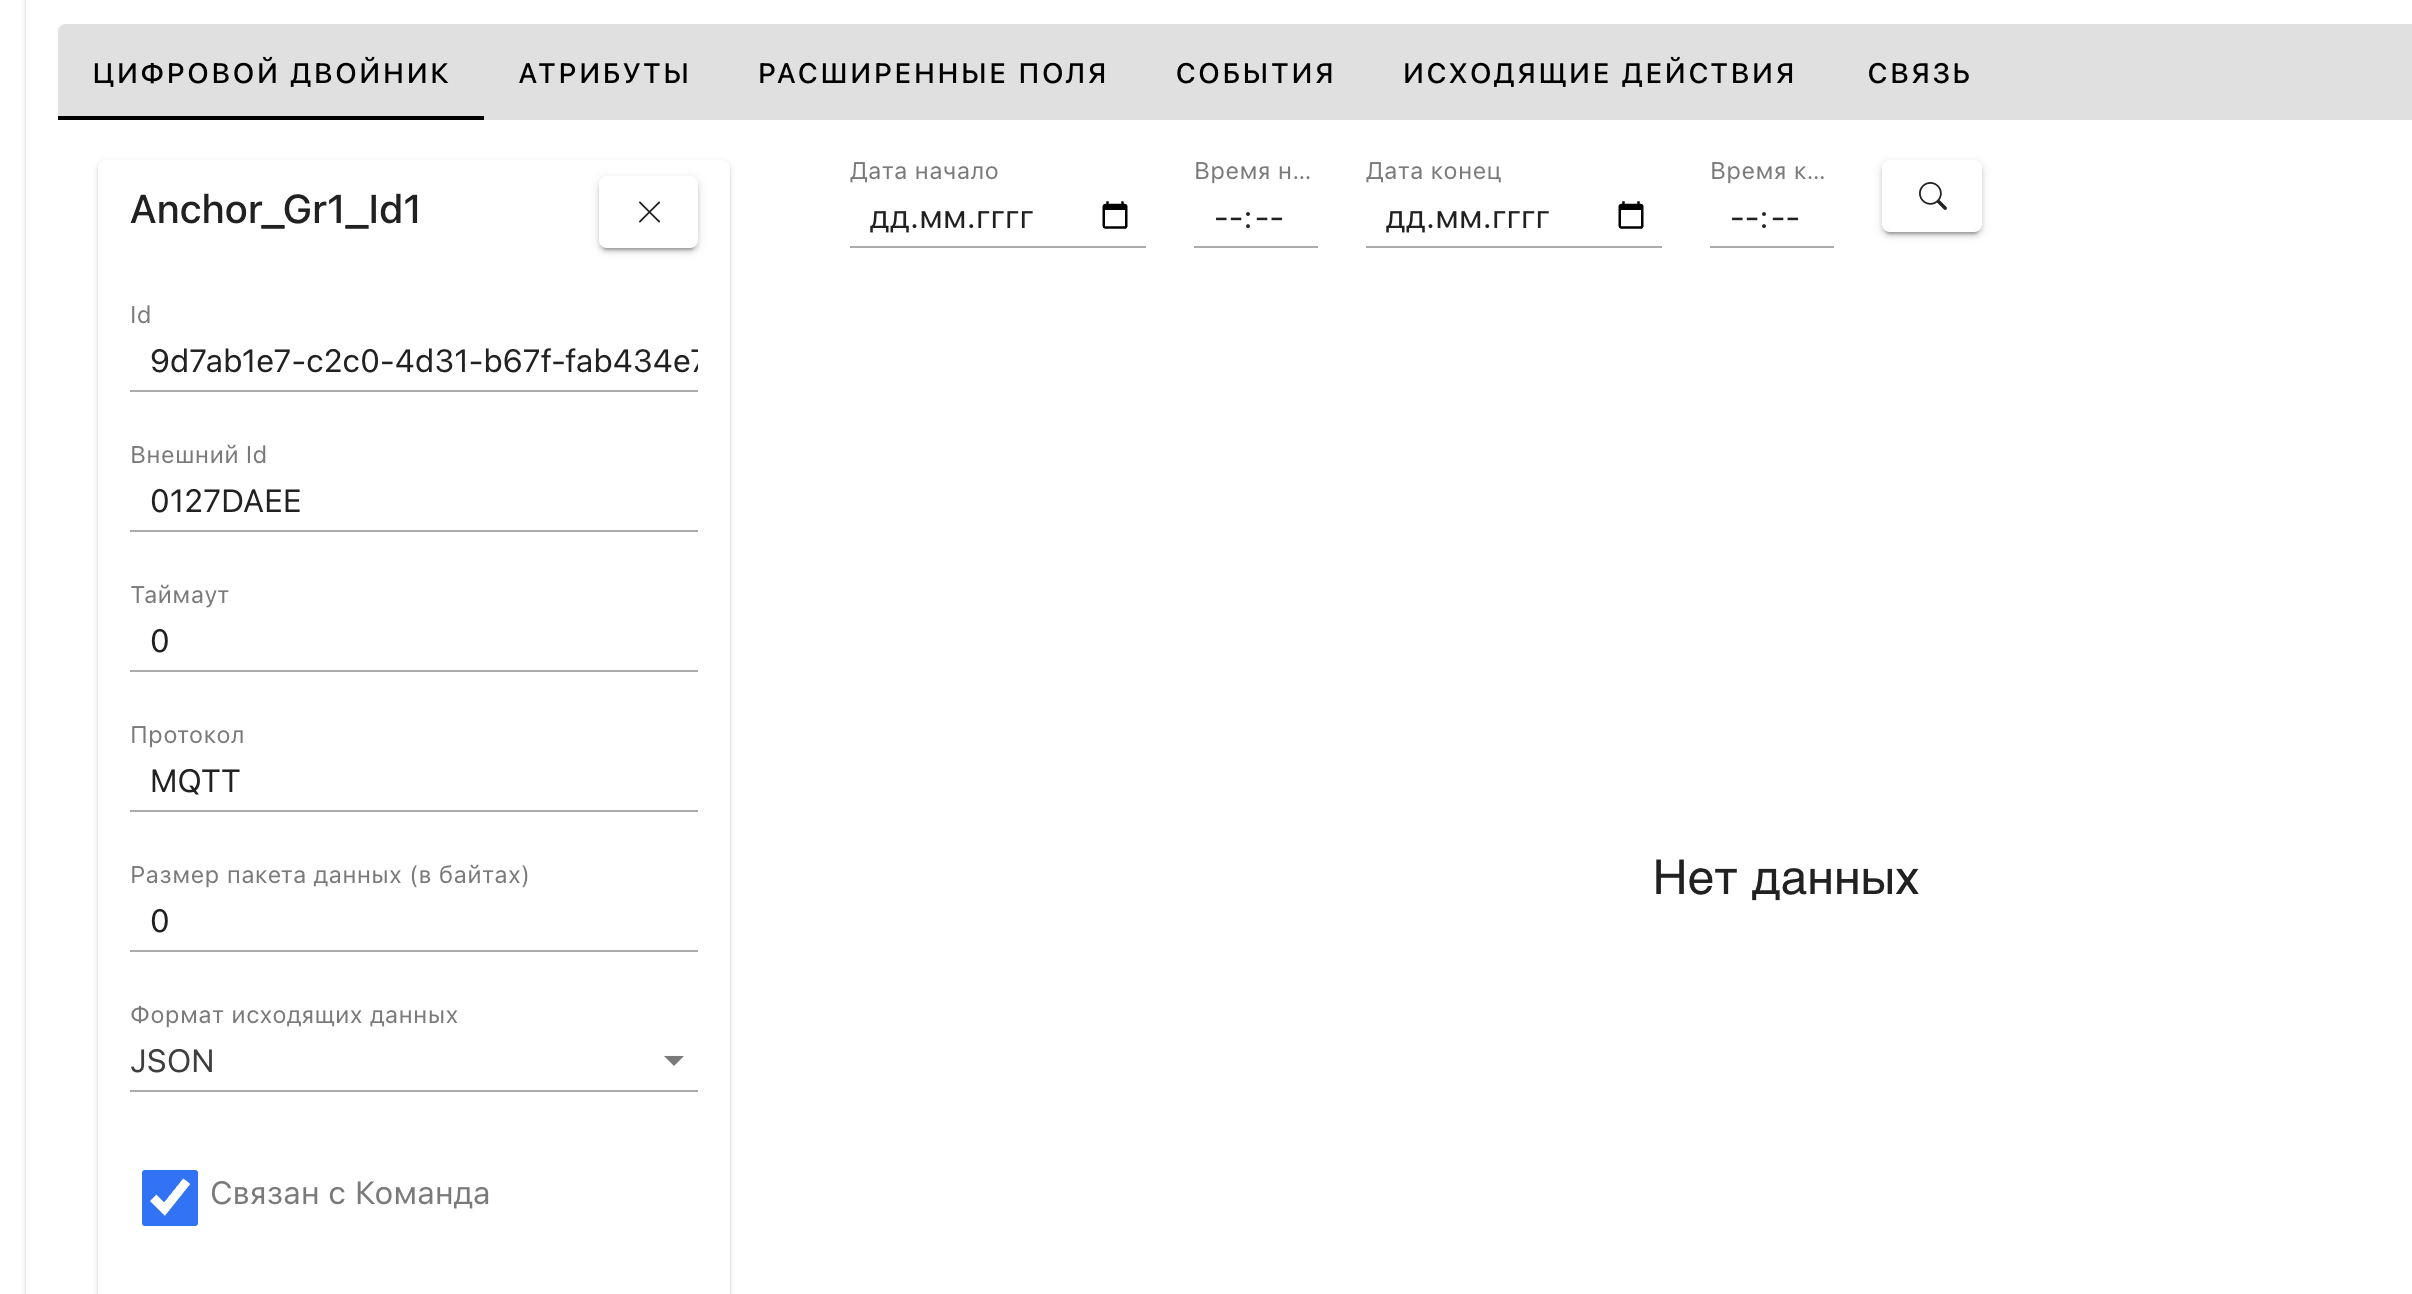 ЦИФРОВОЙ ДВОЙНИК АТРИБУТЫ РАСШИРЕННЫЕ ПОЛЯ СОБЫТИЯ ИСХОДЯЩИЕ ДЕЙСТВИЯ СВЯЗЬ
Anchor_Gr1_Id1
Id
9d7ab1e7-c2c0-4d31-b67f-fab434e7
Внешний Id
0127DAEE
Таймаут
0
Протокол
MQTT
Размер пакета данных (в байтах)
0
Формат исходящих данных
JSON
Связан с Команда
Дата начало Время н... Дата конец Время к...
дд.мм.гггг --:-- дд.мм.гггг --:--
Нет данных